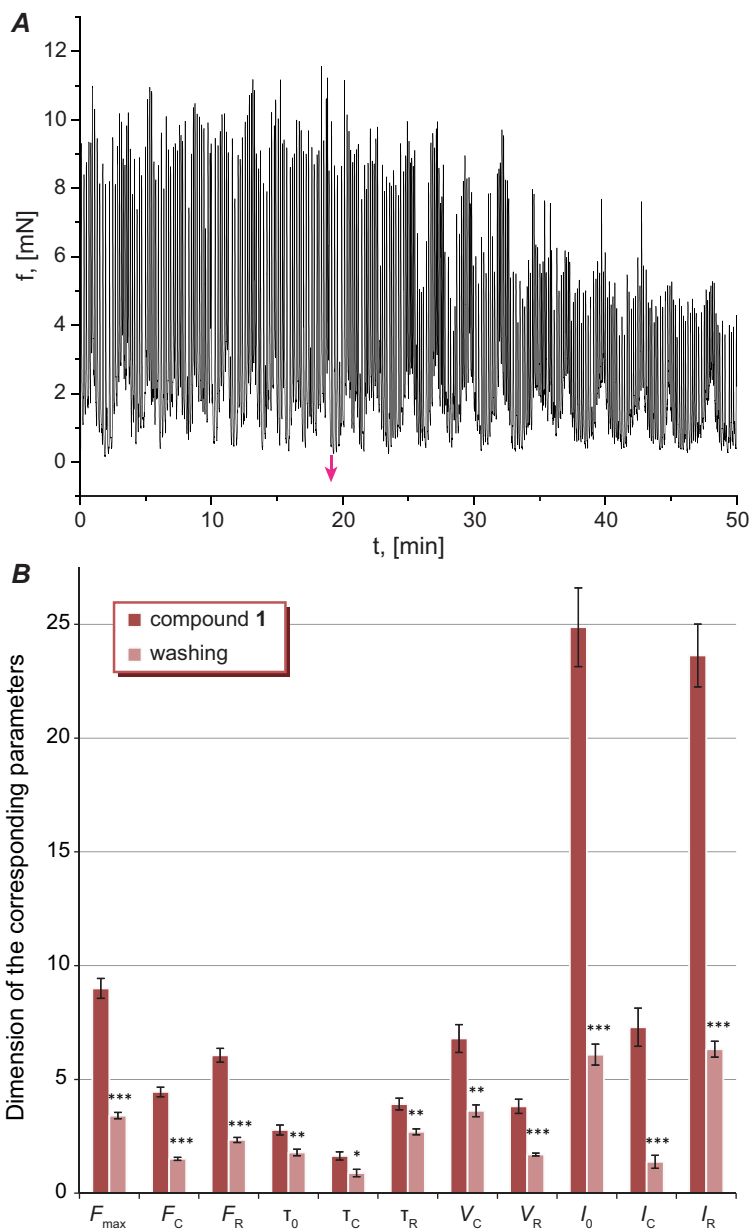 A
12
10
8
6
4
2
0
f, [mN]
0 10 20 30 40 50
t, [min]
B
25
20
15
10
5
0
Dimension of the corresponding parameters
compound 1
washing
*** *** *** ** * ** ** *** *** *** ***
Fmax FC FR τ0 τC τR VC VR I0 IC IR